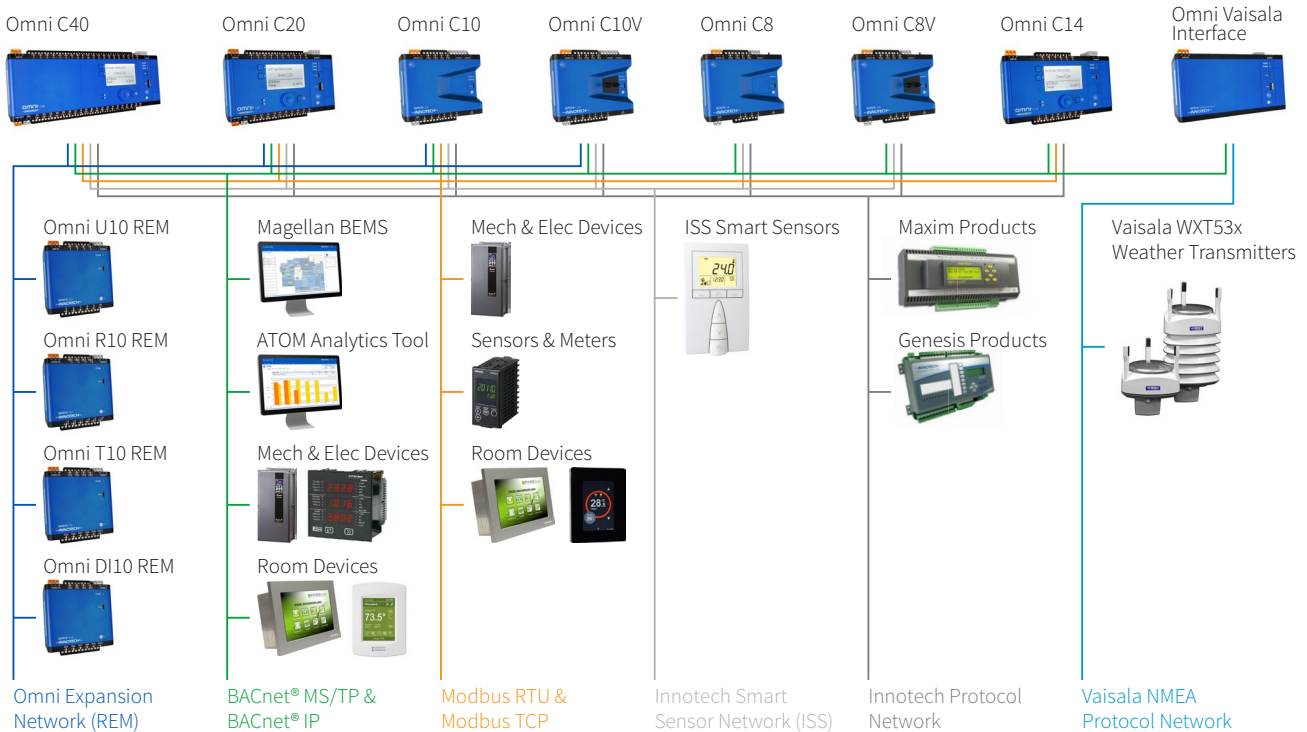 Omni C40
Omni C20
Omni C10
Omni C10V
Omni C8
Omni C8V
Omni C14
Omni Vaisala
Interface
Omni U10 REM
Omni R10 REM
Omni T10 REM
Omni DI10 REM
Omni Expansion
Network (REM)
Magellan BEMS
ATOM Analytics Tool
Mech & Elec Devices
Room Devices
73.5°
BACnet® MS/TP &
BACnet® IP
Mech & Elec Devices
Sensors & Meters
Room Devices
Modbus RTU &
Modbus TCP
ISS Smart Sensors
24.0
Innotech Smart
Sensor Network (ISS)
Maxim Products
Genesis Products
Innotech Protocol
Network
Vaisala WXT53x
Weather Transmitters
Vaisala NMEA
Protocol Network